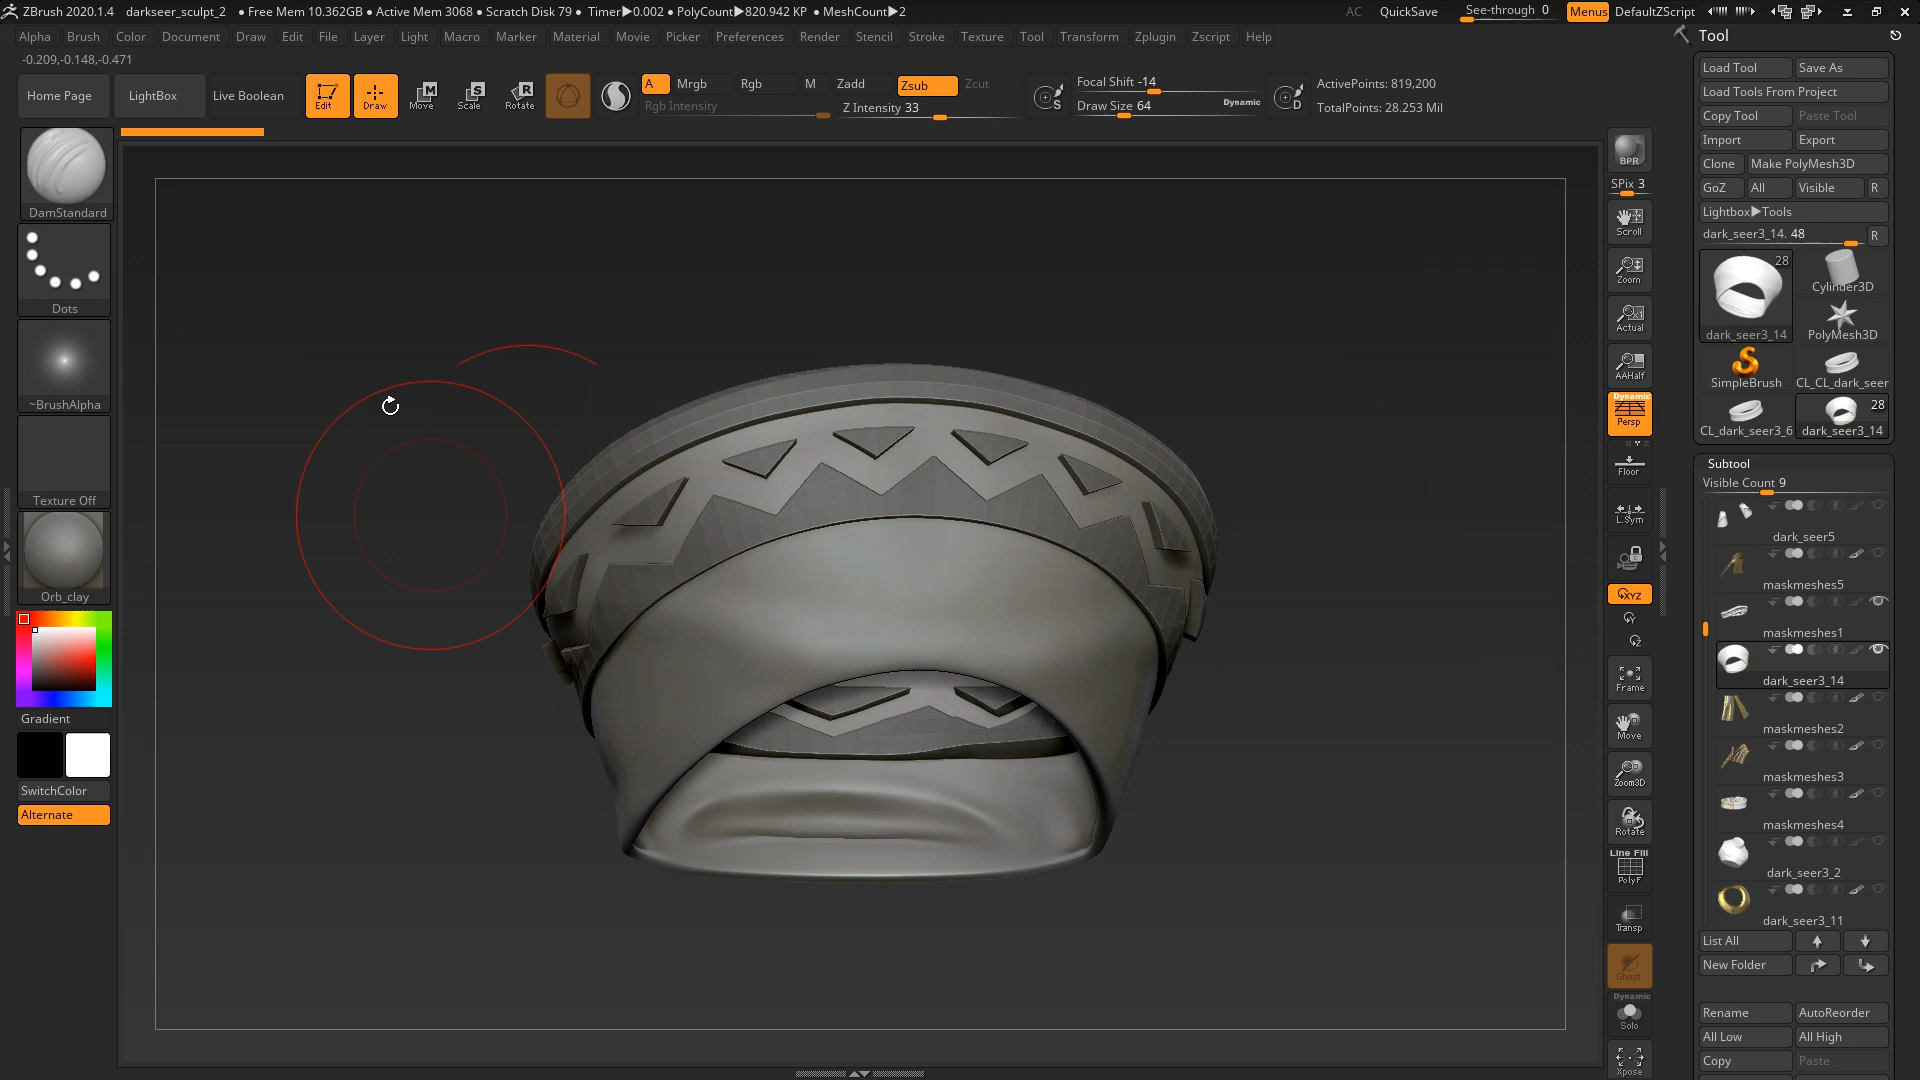 ZBrush 2020.1.4 darkseer_sculpt_2 • Free Mem 10.362GB • Active Mem 3068 • Scratch Disk 79 • Timer▶0.002 • PolyCount▶820.942 KP • MeshCount▶2 AC QuickSave See-through 0 Menus DefaultZScript
Alpha Brush Color Document Draw Edit File Layer Light Macro Marker Material Movie Picker Preferences Render Stencil Stroke Texture Tool Transform Zplugin Zscript Help
-0.209,-0.148,-0.471
Home Page LightBox Live Boolean Edit Draw Move Scale Rotate
A Mrgb Rgb M Zadd Zsub Zcut
Rgb Intensity Z Intensity 33
Focal Shift -14
Draw Size 64 Dynamic
ActivePoints: 819,200
TotalPoints: 28.253 Mil
DamStandard
Dots
~BrushAlpha
Texture Off
Orb_clay
Gradient
SwitchColor
Alternate
BPR
SPix 3
Scroll
Zoom
Actual
AAHalf
Dynamic
Persp
Floor
L.Sym
XYZ
Y
Z
Frame
Move
Zoom3D
Rotate
Line Fill
PolyF
Transp
Ghost
Dynamic
Solo
Xpose
Tool
Load Tool Save As
Load Tools From Project
Copy Tool Paste Tool
Import Export
Clone Make PolyMesh3D
GoZ All Visible R
Lightbox▶Tools
dark_seer3_14. 48 R
28
Cylinder3D
dark_seer3_14 PolyMesh3D
SimpleBrush CL_CL_dark_seer
28
CL_dark_seer3_6 dark_seer3_14
Subtool
Visible Count 9
dark_seer5
maskmeshes5
maskmeshes1
dark_seer3_14
maskmeshes2
maskmeshes3
maskmeshes4
dark_seer3_2
dark_seer3_11
List All
New Folder
Rename AutoReorder
All Low All High
Copy Paste